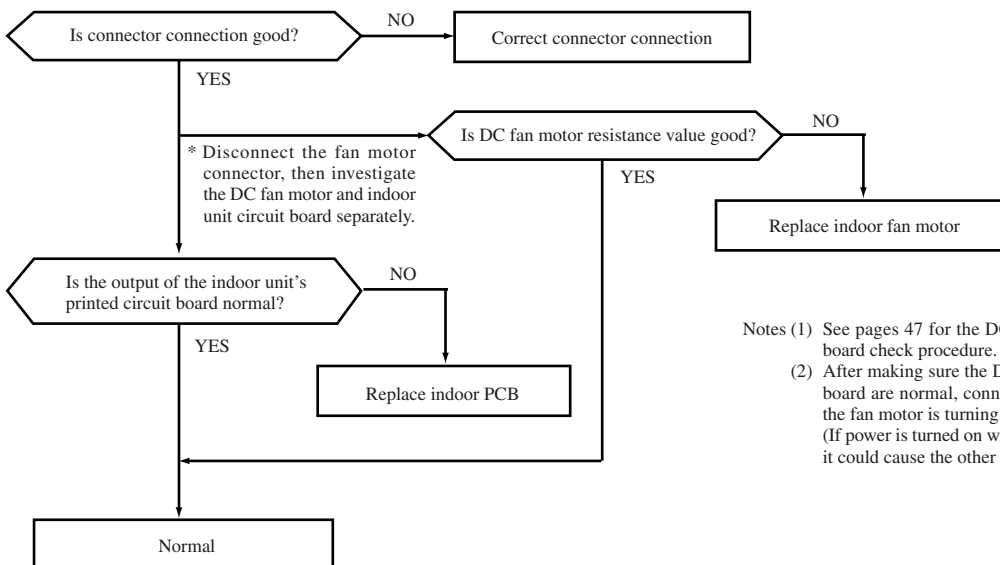 Is connector connection good?
NO
Correct connector connection
YES
* Disconnect the fan motor
connector, then investigate
the DC fan motor and indoor
unit circuit board separately.
Is DC fan motor resistance value good?
NO
YES
Replace indoor fan motor
Is the output of the indoor unit's
printed circuit board normal?
NO
YES
Replace indoor PCB
Notes (1) See pages 47 for the DC
board check procedure.
(2) After making sure the D
board are normal, conn
the fan motor is turning
(If power is turned on w
it could cause the other
Normal